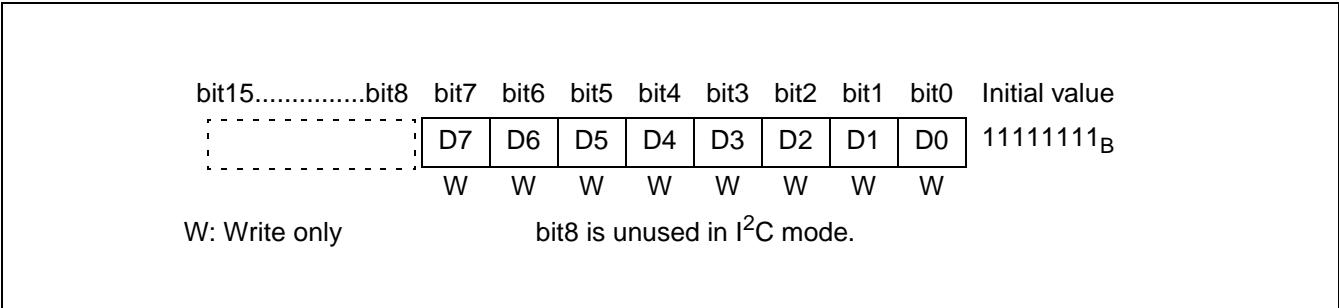 bit15...............bit8 bit7 bit6 bit5 bit4 bit3 bit2 bit1 bit0 Initial value
D7 D6 D5 D4 D3 D2 D1 D0 11111111B
W W W W W W W W
W: Write only bit8 is unused in I2C mode.